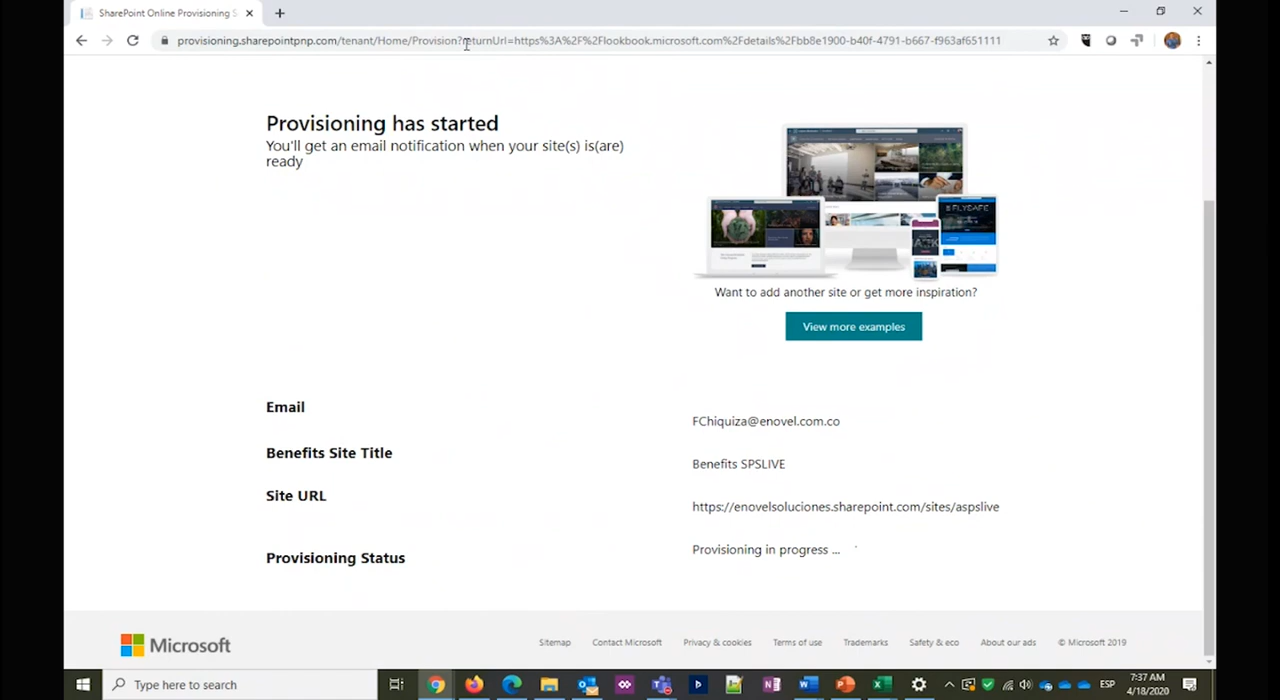 SharePoint Online Provisioning S
provisioning.sharepointpnp.com/tenant/Home/Provision?returnUrl=https%3A%2F%2Flookbook.microsoft.com%2Fdetails%2Fbb8e1900-b40f-4791-b667-f963af651111
Provisioning has started
You'll get an email notification when your site(s) is(are)
ready
FLYSAFE
Want to add another site or get more inspiration?
View more examples
Email
FChiquiza@enovel.com.co
Benefits Site Title
Benefits SPSLIVE
Site URL
https://enovelsoluciones.sharepoint.com/sites/aspslive
Provisioning Status
Provisioning in progress ...
Microsoft
Sitemap Contact Microsoft Privacy & cookies Terms of use Trademarks Safety & eco About our ads © Microsoft 2019
Type here to search
ESP
7:37 AM
4/18/2020